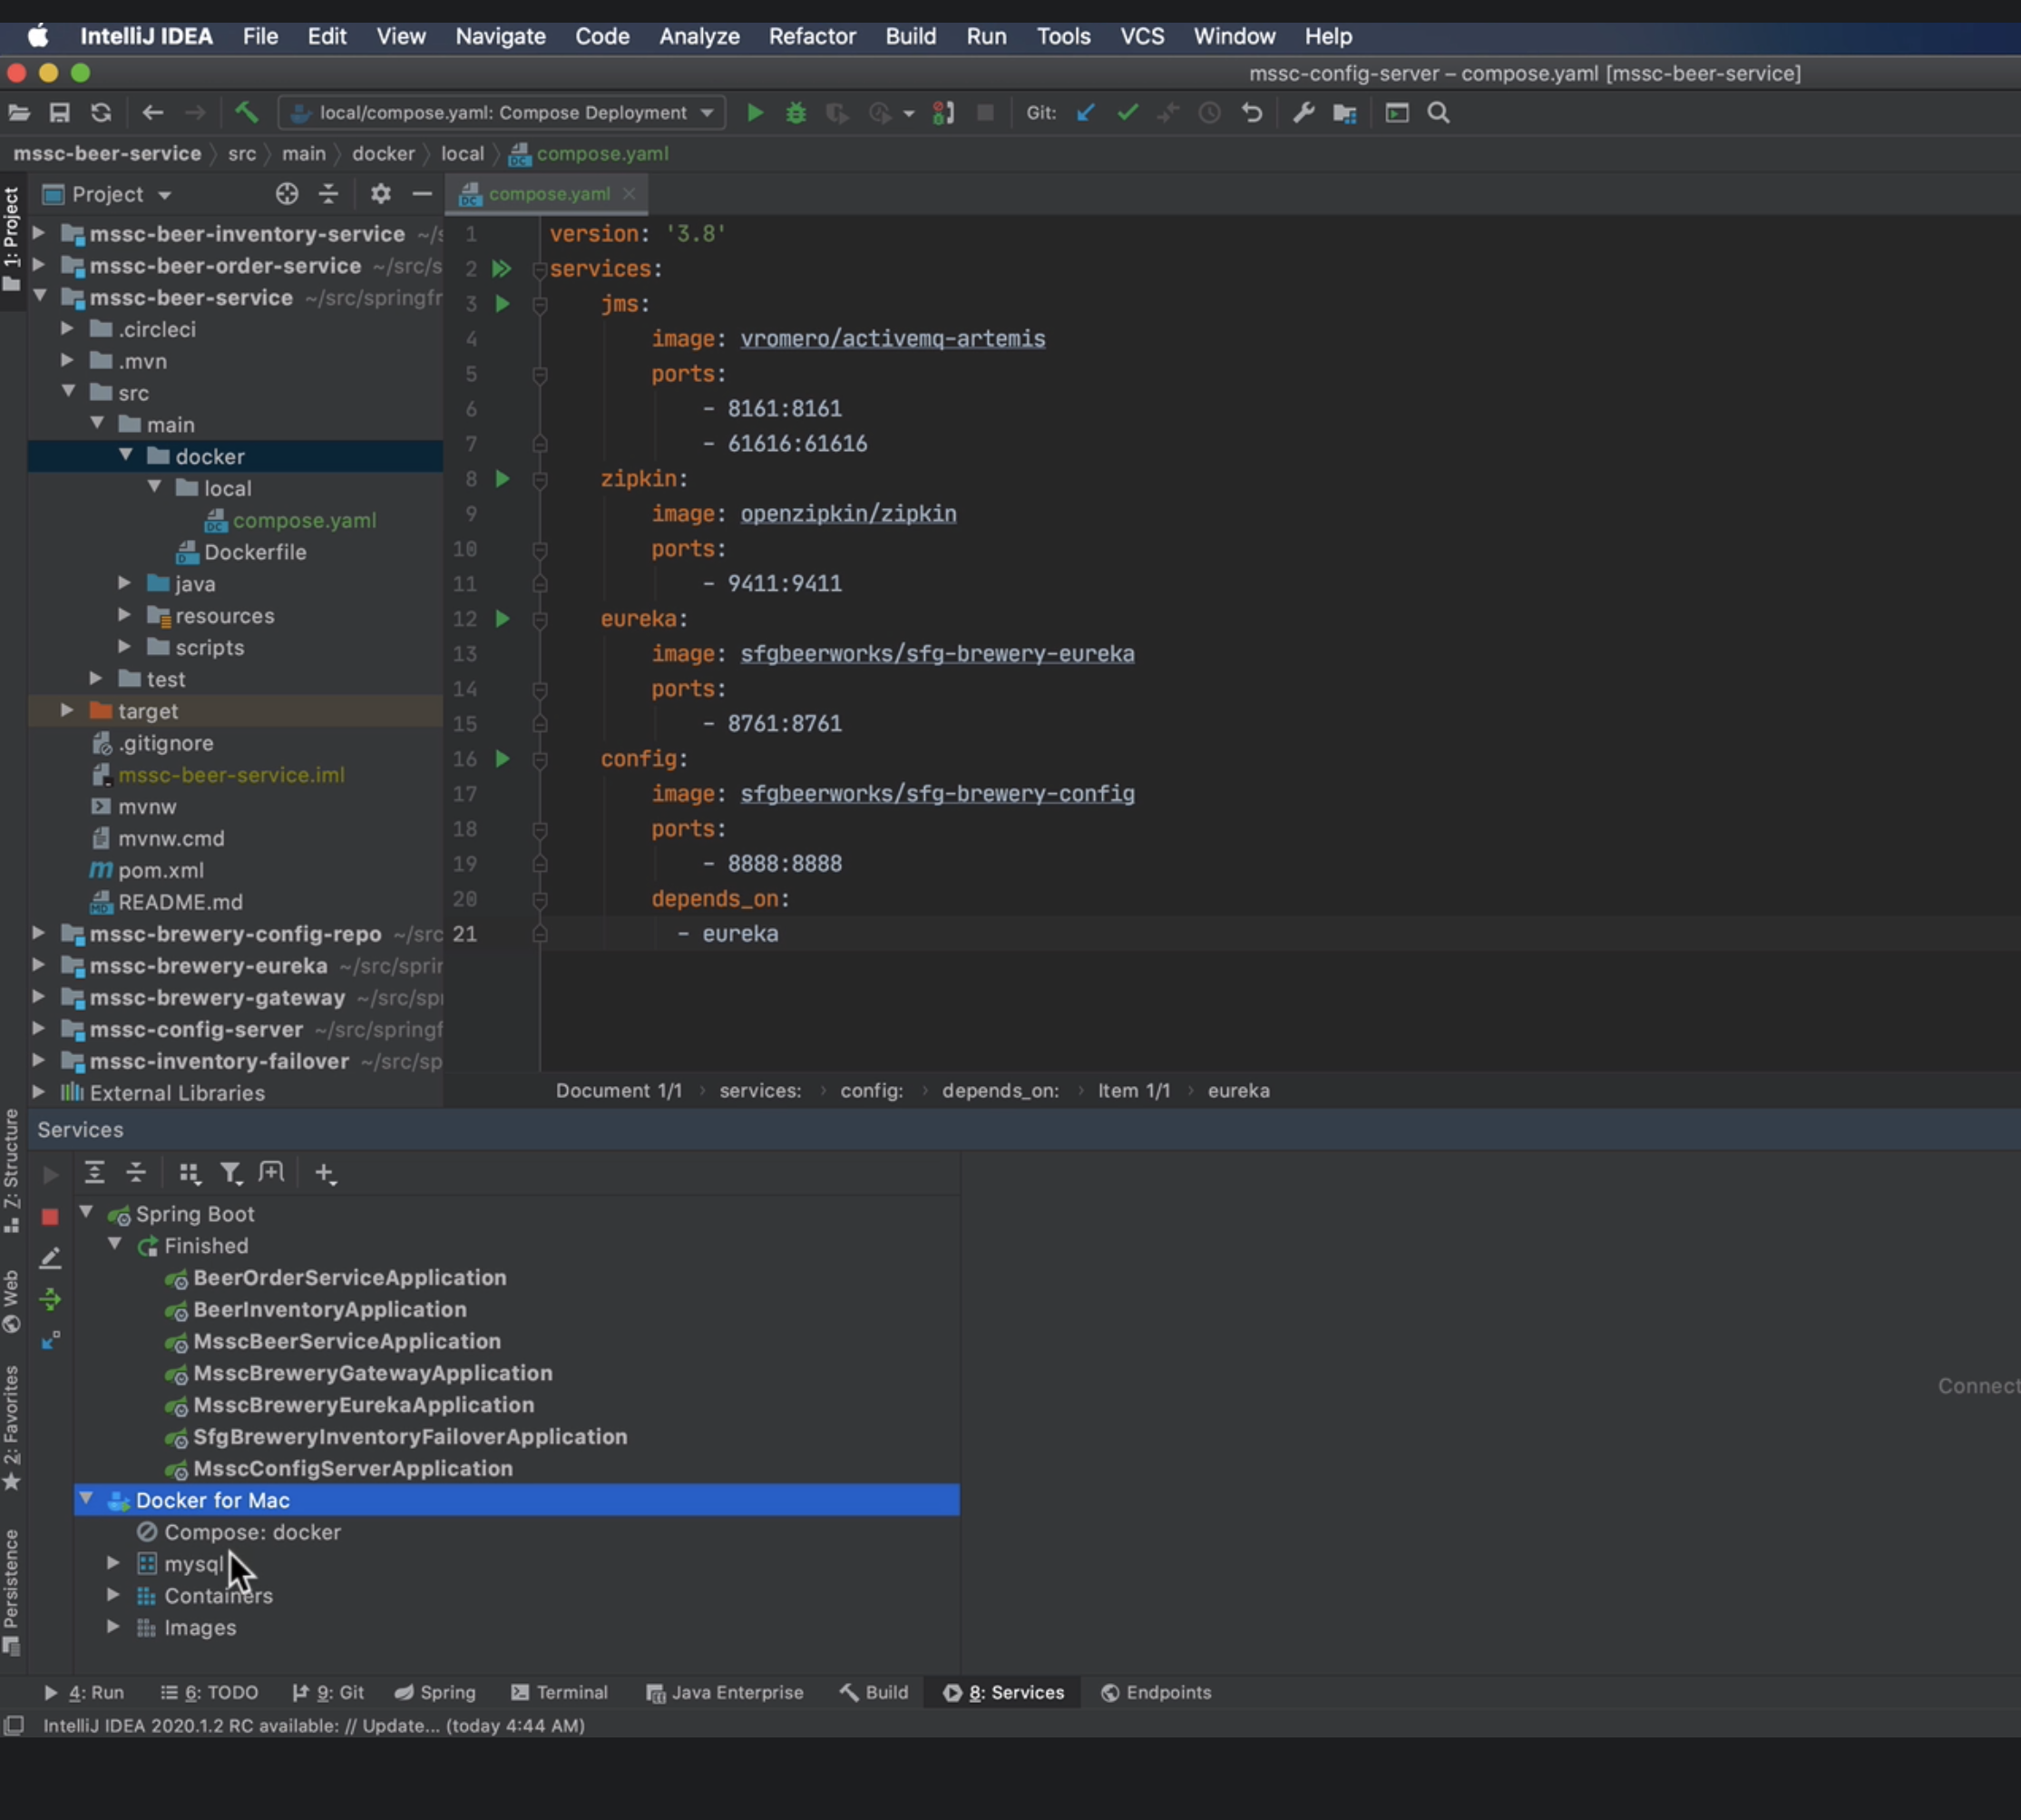 IntelliJ IDEA File Edit View Navigate Code Analyze Refactor Build Run Tools VCS Window Help
mssc-config-server – compose.yaml [mssc-beer-service]
local/compose.yaml: Compose Deployment Git:
mssc-beer-service src main docker local compose.yaml
1: Project
Project
mssc-beer-inventory-service ~/s
mssc-beer-order-service ~/src/s
mssc-beer-service ~/src/springfr
.circleci
.mvn
src
main
docker
local
compose.yaml
Dockerfile
java
resources
scripts
test
target
.gitignore
mssc-beer-service.iml
mvnw
mvnw.cmd
pom.xml
README.md
mssc-brewery-config-repo ~/src
mssc-brewery-eureka ~/src/sprin
mssc-brewery-gateway ~/src/spr
mssc-config-server ~/src/springf
mssc-inventory-failover ~/src/sp
External Libraries
compose.yaml
1 version: '3.8'
2 services:
3 jms:
4 image: vromero/activemq-artemis
5 ports:
6 - 8161:8161
7 - 61616:61616
8 zipkin:
9 image: openzipkin/zipkin
10 ports:
11 - 9411:9411
12 eureka:
13 image: sfgbeerworks/sfg-brewery-eureka
14 ports:
15 - 8761:8761
16 config:
17 image: sfgbeerworks/sfg-brewery-config
18 ports:
19 - 8888:8888
20 depends_on:
21 - eureka
Document 1/1 services: config: depends_on: Item 1/1 eureka
Z: Structure
Web
2: Favorites
Persistence
Services
Spring Boot
Finished
BeerOrderServiceApplication
BeerInventoryApplication
MsscBeerServiceApplication
MsscBreweryGatewayApplication
MsscBreweryEurekaApplication
SfgBreweryInventoryFailoverApplication
MsscConfigServerApplication
Docker for Mac
Compose: docker
mysql
Containers
Images
Connect
4: Run 6: TODO 9: Git Spring Terminal Java Enterprise Build 8: Services Endpoints
IntelliJ IDEA 2020.1.2 RC available: // Update... (today 4:44 AM)